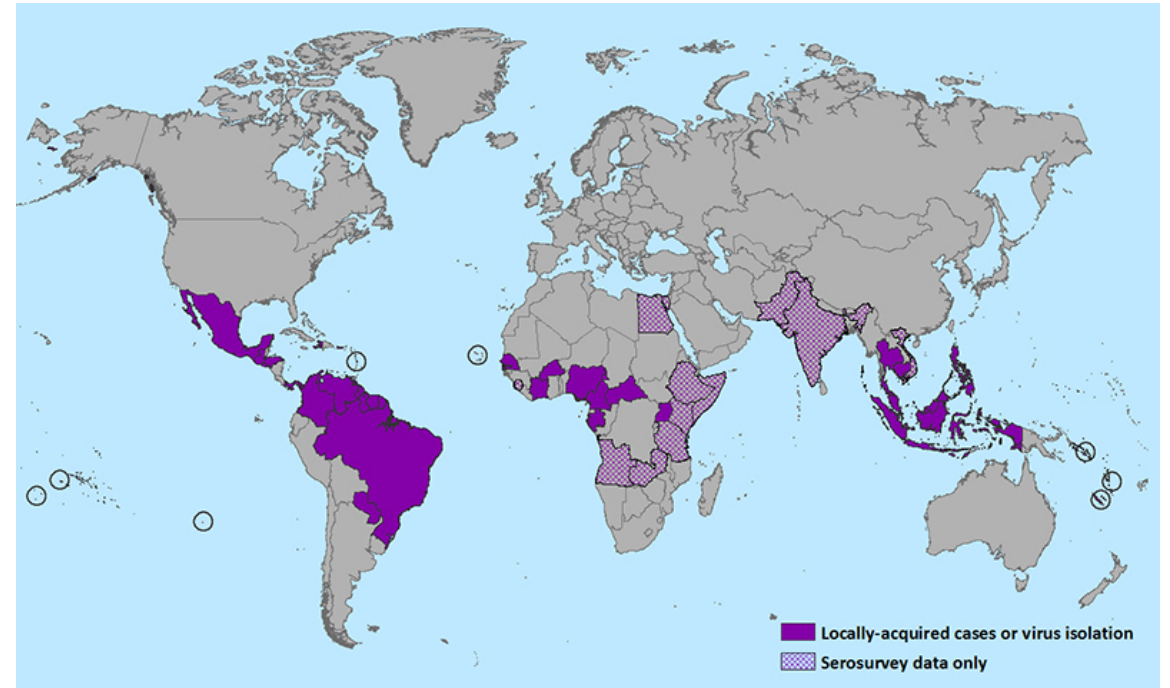 Locally-acquired cases or virus isolation
Serosurvey data only